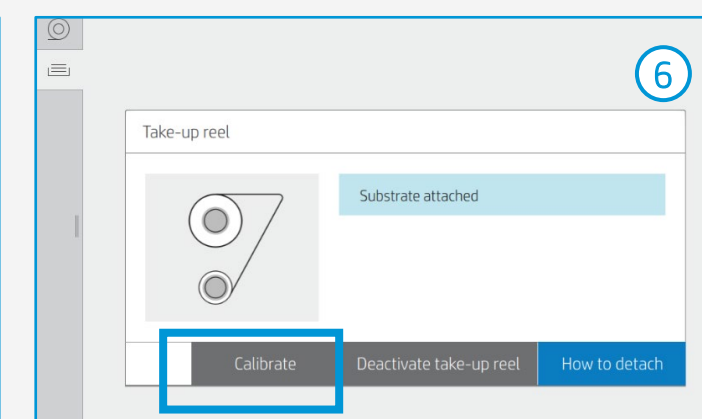 6
Take-up reel
Substrate attached
Calibrate
Deactivate take-up reel
How to detach